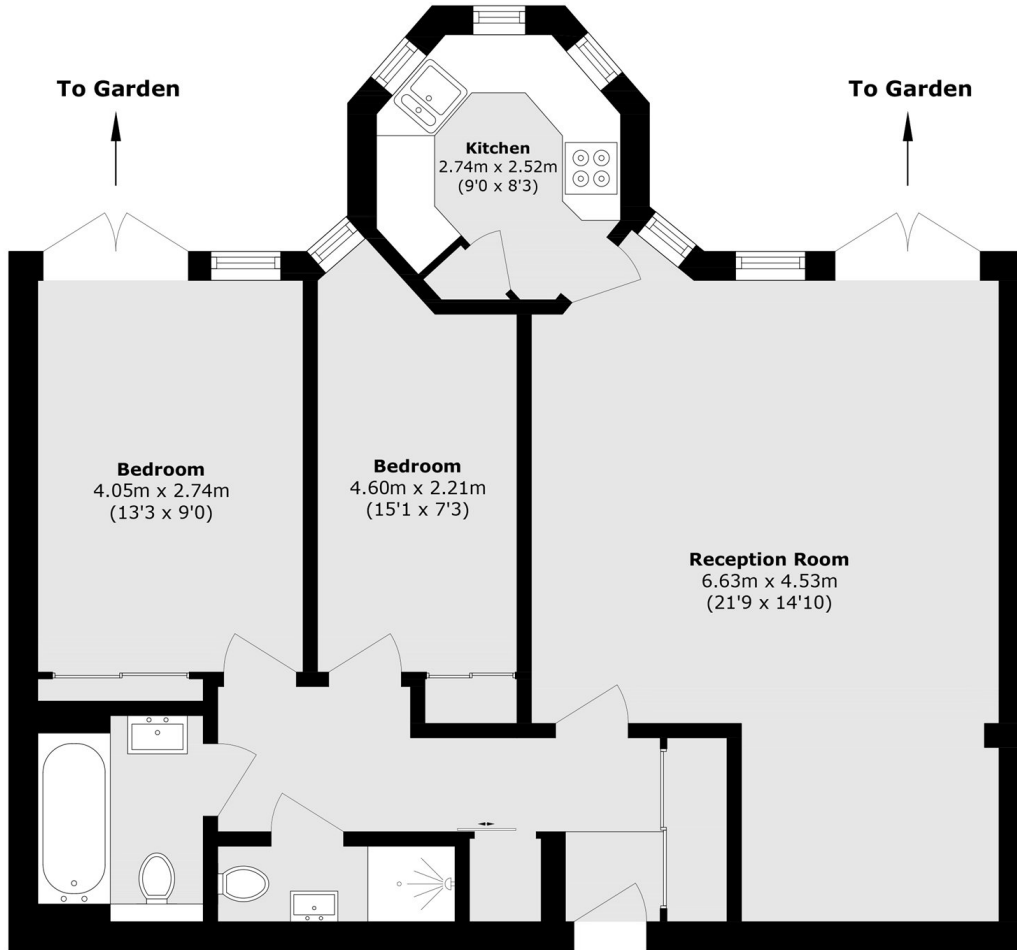 To Garden
To Garden
Kitchen
2.74m x 2.52m
(9'0 x 8'3)
Bedroom
4.05m x 2.74m
(13'3 x 9'0)
Bedroom
4.60m x 2.21m
(15'1 x 7'3)
Reception Room
6.63m x 4.53m
(21'9 x 14'10)